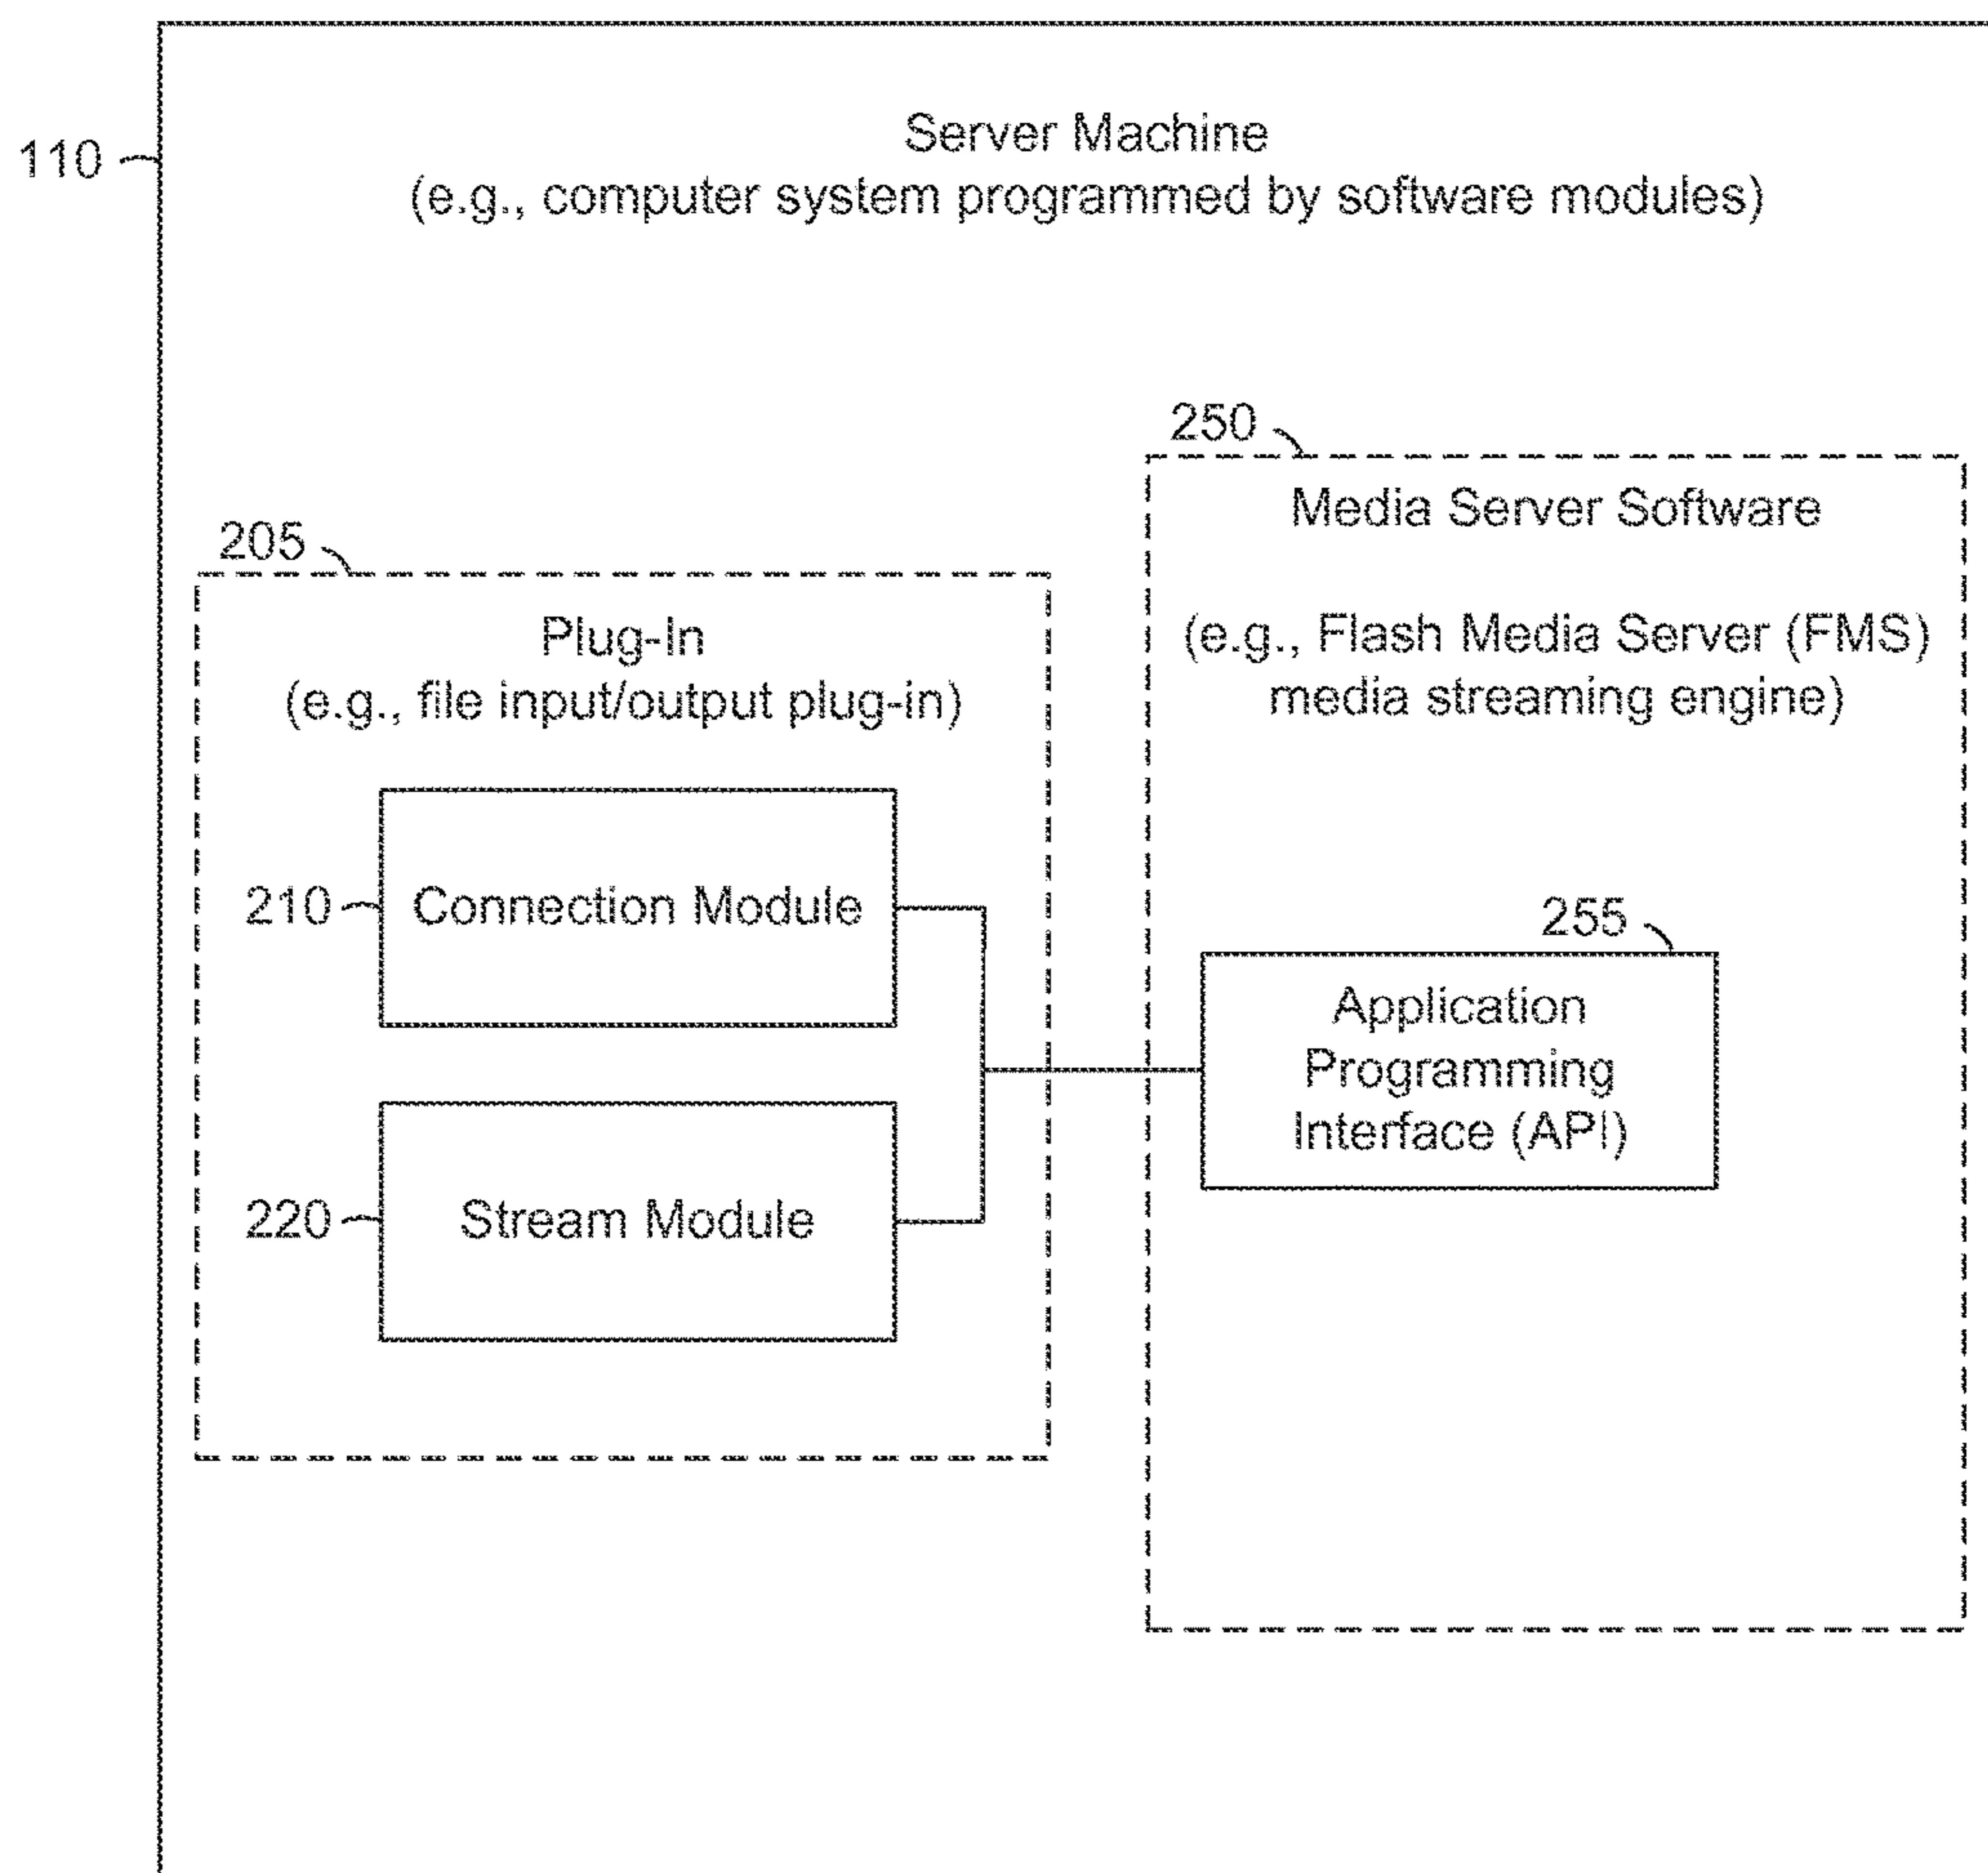 110
Server Machine
(e.g., computer system programmed by software modules)
250
Media Server Software
(e.g., Flash Media Server (FMS)
media streaming engine)
205
Plug-In
(e.g., file input/output plug-in)
210
Connection Module
255
Application
Programming
Interface (API)
220
Stream Module